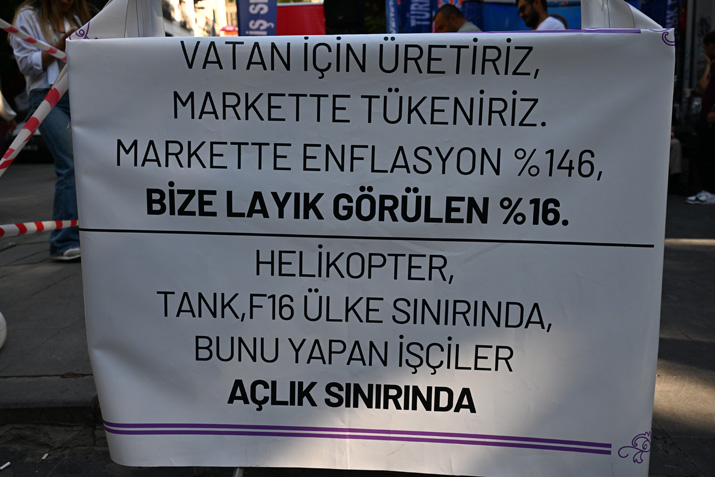 VATAN İÇİN ÜRETİRİZ,
MARKETTE TÜKENİRİZ.
MARKETTE ENFLASYON %146,
BİZE LAYIK GÖRÜLEN %16.
HELİKOPTER,
TANK,F16 ÜLKE SINIRINDA,
BUNU YAPAN İŞÇİLER
AÇLIK SINIRINDA